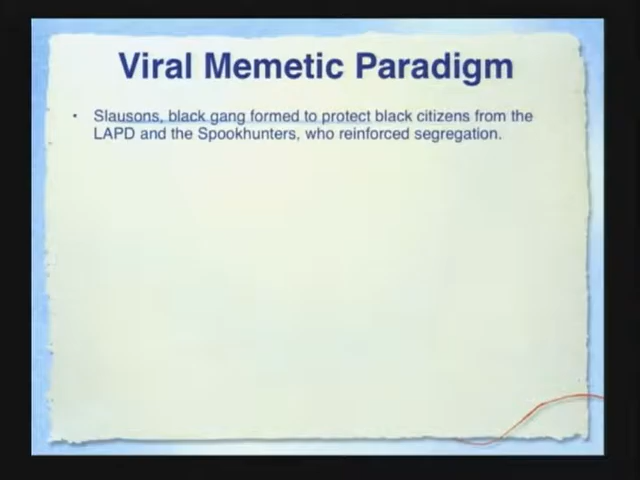 Viral Memetic Paradigm
• Slausons, black gang formed to protect black citizens from the
LAPD and the Spookhunters, who reinforced segregation.